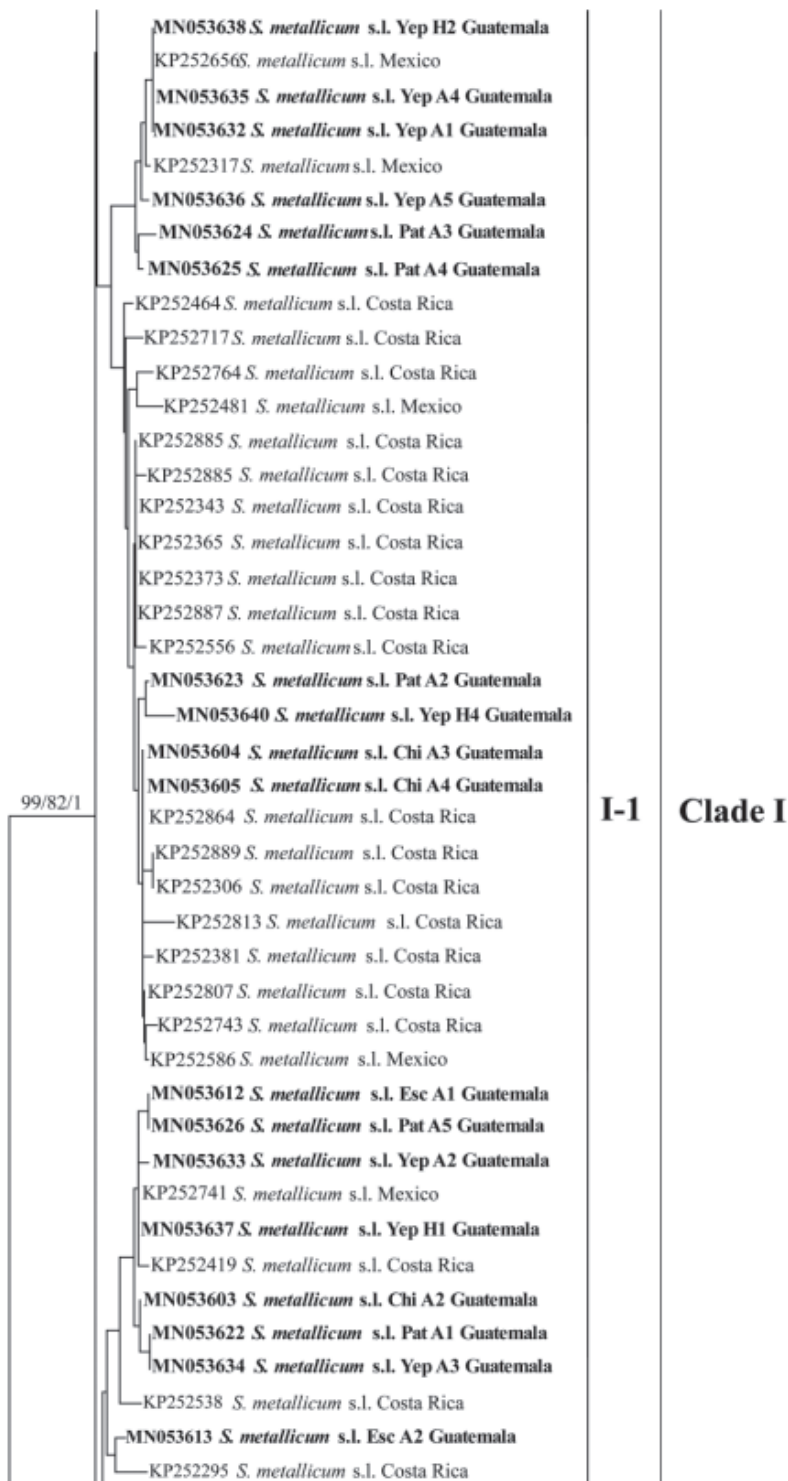 MN053638 S. metallicum s.l. Yep H2 Guatemala
KP252656 S. metallicum s.l. Mexico
MN053635 S. metallicum s.l. Yep A4 Guatemala
MN053632 S. metallicum s.l. Yep A1 Guatemala
KP252317 S. metallicum s.l. Mexico
MN053636 S. metallicum s.l. Yep A5 Guatemala
MN053624 S. metallicum s.l. Pat A3 Guatemala
MN053625 S. metallicum s.l. Pat A4 Guatemala
KP252464 S. metallicum s.l. Costa Rica
KP252717 S. metallicum s.l. Costa Rica
KP252764 S. metallicum s.l. Costa Rica
KP252481 S. metallicum s.l. Mexico
KP252885 S. metallicum s.l. Costa Rica
KP252885 S. metallicum s.l. Costa Rica
KP252343 S. metallicum s.l. Costa Rica
KP252365 S. metallicum s.l. Costa Rica
KP252373 S. metallicum s.l. Costa Rica
KP252887 S. metallicum s.l. Costa Rica
KP252556 S. metallicum s.l. Costa Rica
MN053623 S. metallicum s.l. Pat A2 Guatemala
MN053640 S. metallicum s.l. Yep H4 Guatemala
MN053604 S. metallicum s.l. Chi A3 Guatemala
MN053605 S. metallicum s.l. Chi A4 Guatemala
99/82/1
KP252864 S. metallicum s.l. Costa Rica
I-1
Clade I
KP252889 S. metallicum s.l. Costa Rica
KP252306 S. metallicum s.l. Costa Rica
KP252813 S. metallicum s.l. Costa Rica
KP252381 S. metallicum s.l. Costa Rica
KP252807 S. metallicum s.l. Costa Rica
KP252743 S. metallicum s.l. Costa Rica
KP252586 S. metallicum s.l. Mexico
MN053612 S. metallicum s.l. Esc A1 Guatemala
MN053626 S. metallicum s.l. Pat A5 Guatemala
MN053633 S. metallicum s.l. Yep A2 Guatemala
KP252741 S. metallicum s.l. Mexico
MN053637 S. metallicum s.l. Yep H1 Guatemala
KP252419 S. metallicum s.l. Costa Rica
MN053603 S. metallicum s.l. Chi A2 Guatemala
MN053622 S. metallicum s.l. Pat A1 Guatemala
MN053634 S. metallicum s.l. Yep A3 Guatemala
KP252538 S. metallicum s.l. Costa Rica
MN053613 S. metallicum s.l. Esc A2 Guatemala
KP252295 S. metallicum s.l. Costa Rica